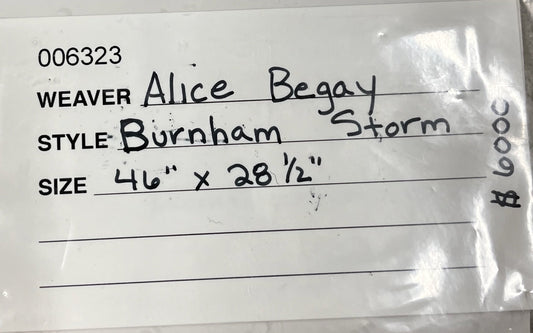 006323
WEAVER Alice Begay
STYLE Burnham Storm
SIZE 46" x 28 1/2"
$6000